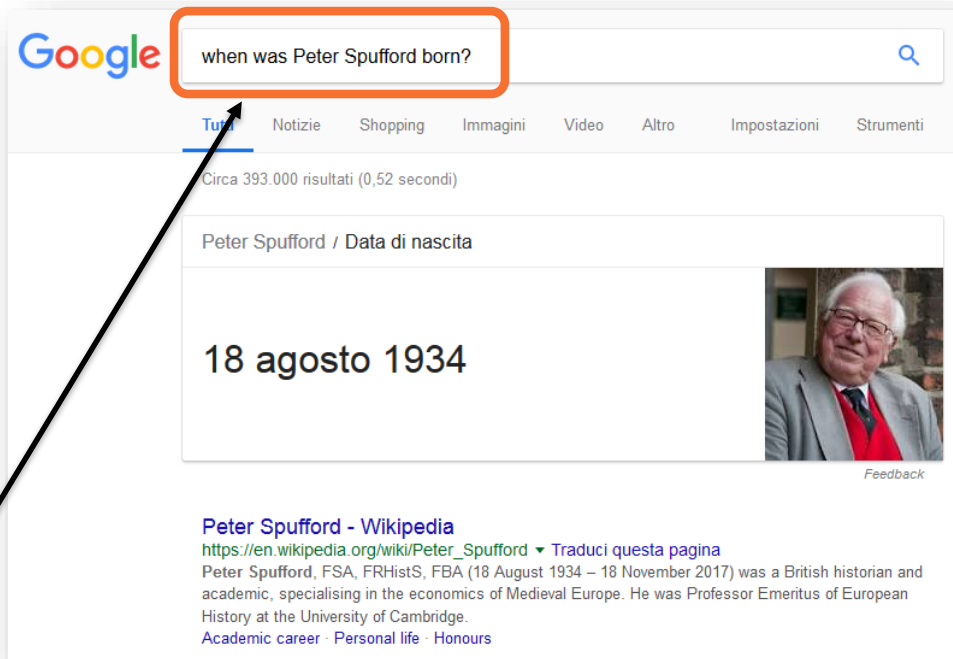 Google
when was Peter Spufford born?
Tutti Notizie Shopping Immagini Video Altro Impostazioni Strumenti
Circa 393.000 risultati (0,52 secondi)
Peter Spufford / Data di nascita
18 agosto 1934
Feedback
Peter Spufford - Wikipedia
https://en.wikipedia.org/wiki/Peter_Spufford ▾ Traduci questa pagina
Peter Spufford, FSA, FRHistS, FBA (18 August 1934 – 18 November 2017) was a British historian and
academic, specialising in the economics of Medieval Europe. He was Professor Emeritus of European
History at the University of Cambridge.
Academic career · Personal life · Honours